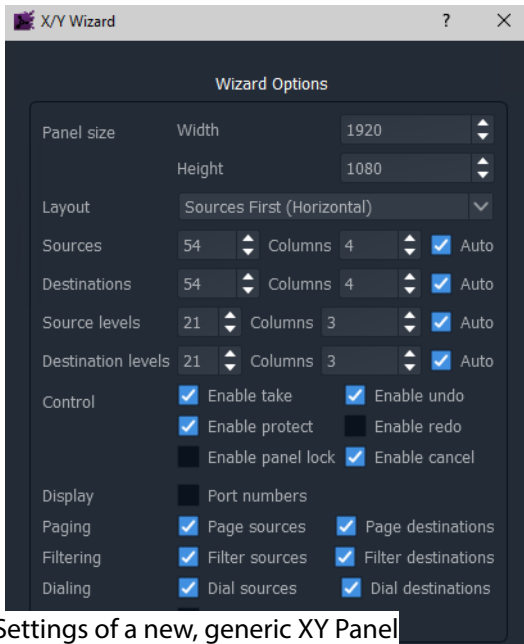 X/Y Wizard ?
Wizard Options
Panel size Width 1920
Height 1080
Layout Sources First (Horizontal)
Sources 54 Columns 4 Auto
Destinations 54 Columns 4 Auto
Source levels 21 Columns 3 Auto
Destination levels 21 Columns 3 Auto
Control Enable take Enable undo
Enable protect Enable redo
Enable panel lock Enable cancel
Display Port numbers
Paging Page sources Page destinations
Filtering Filter sources Filter destinations
Dialing Dial sources Dial destinations
Settings of a new, generic XY Panel